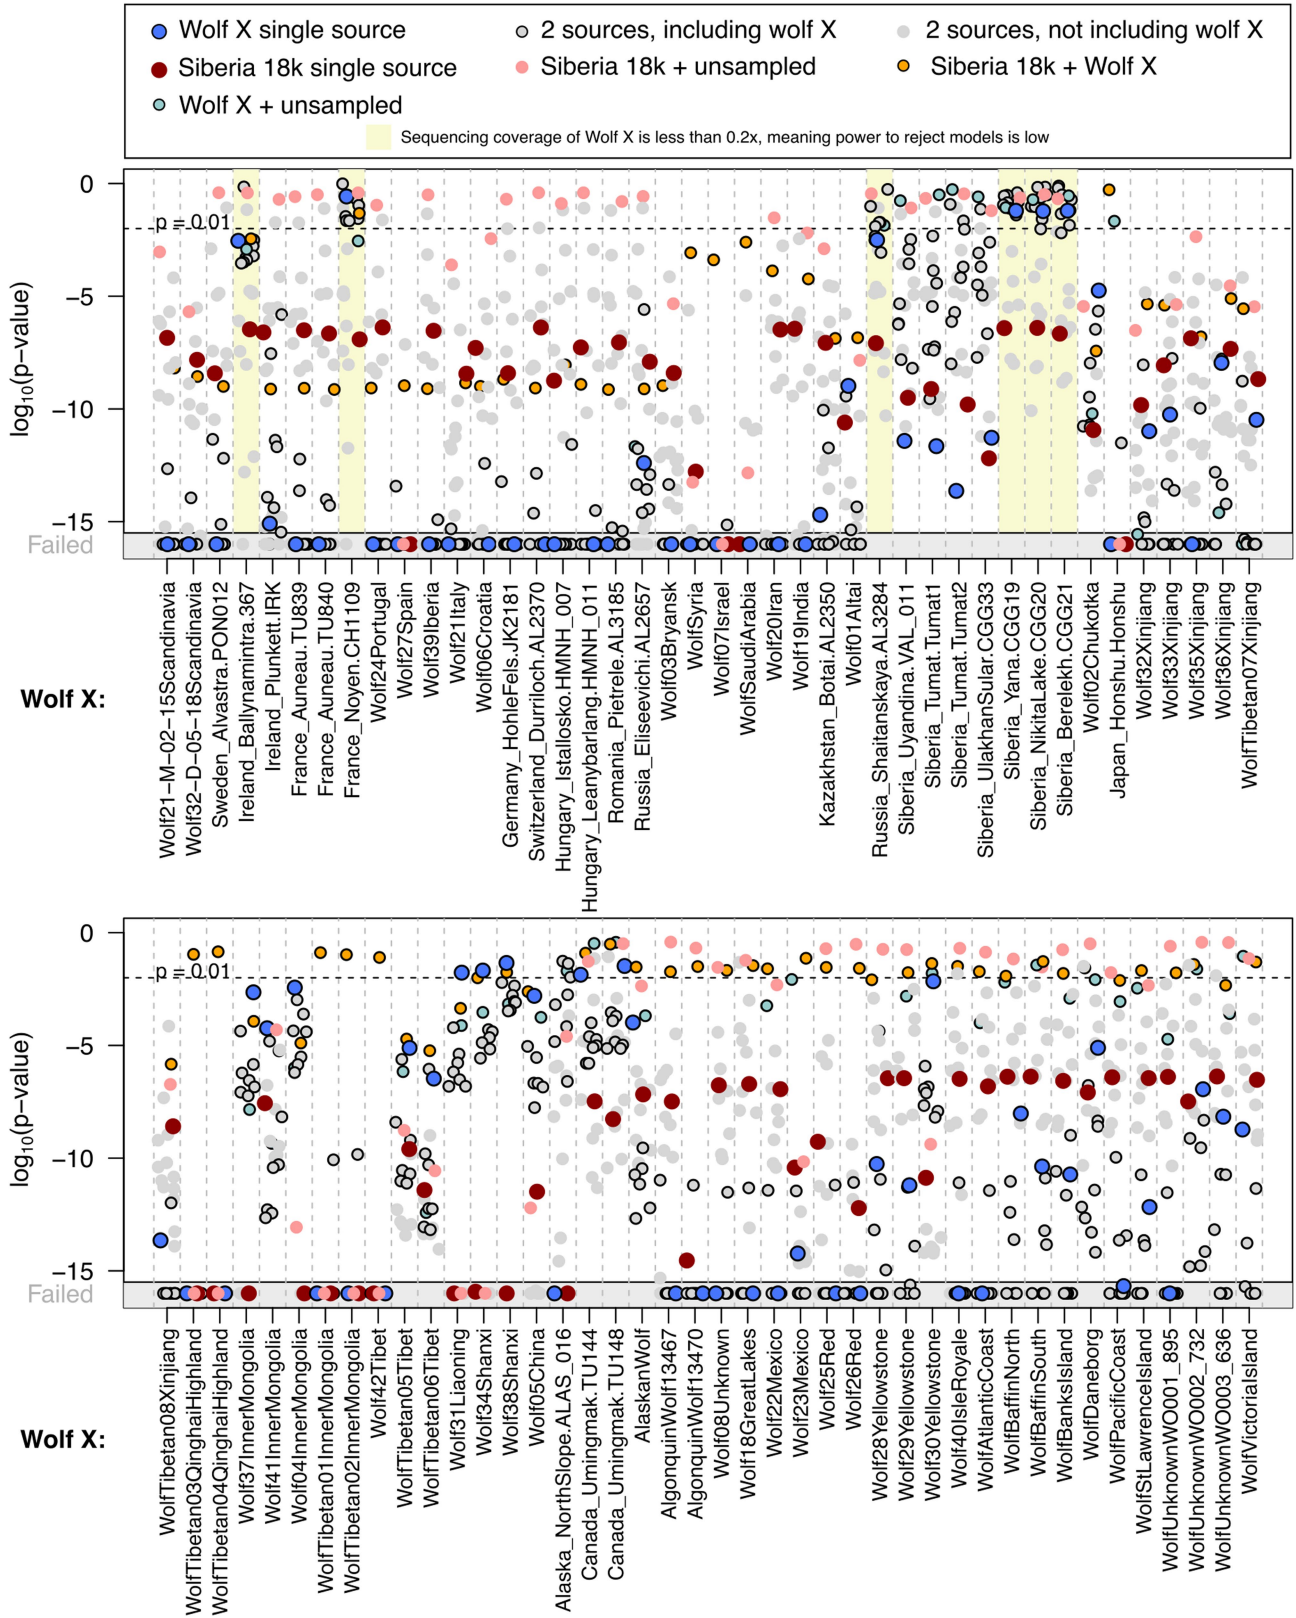 Wolf X single source
2 sources, including wolf X
2 sources, not including wolf X
Siberia 18k single source
Siberia 18k + unsampled
Siberia 18k + Wolf X
Wolf X + unsampled
Sequencing coverage of Wolf X is less than 0.2x, meaning power to reject models is low
log10(p−value)
0
p = 0.01
−5
−10
−15
Failed
Wolf X:
Wolf21−M−02−15Scandinavia
Wolf32−D−05−18Scandinavia
Sweden_Alvastra.PON012
Ireland_Ballynamintra.367
Ireland_Plunkett.IRK
France_Auneau.TU839
France_Auneau.TU840
France_Noyen.CH1109
Wolf24Portugal
Wolf27Spain
Wolf39Iberia
Wolf21Italy
Wolf06Croatia
Germany_HohleFels.JK2181
Switzerland_Durrloch.AL2370
Hungary_Istallosko.HMNH_007
Hungary_Leanybarlang.HMNH_011
Romania_Pietrele.AL3185
Russia_Eliseevichi.AL2657
Wolf03Bryansk
WolfSyria
Wolf07Israel
WolfSaudiArabia
Wolf20Iran
Wolf19India
Kazakhstan_Botai.AL2350
Wolf01Altai
Russia_Shaitanskaya.AL3284
Siberia_Uyandina.VAL_011
Siberia_Tumat.Tumat1
Siberia_Tumat.Tumat2
Siberia_UlakhanSular.CGG33
Siberia_Yana.CGG19
Siberia_NikitaLake.CGG20
Siberia_Berelekh.CGG21
Wolf02Chukotka
Japan_Honshu.Honshu
Wolf32Xinjiang
Wolf33Xinjiang
Wolf35Xinjiang
Wolf36Xinjiang
WolfTibetan07Xinjiang
log10(p−value)
0
p = 0.01
−5
−10
−15
Failed
Wolf X:
WolfTibetan08Xinjiang
WolfTibetan03QinghaiHighland
WolfTibetan04QinghaiHighland
Wolf37InnerMongolia
Wolf41InnerMongolia
Wolf04InnerMongolia
WolfTibetan01InnerMongolia
WolfTibetan02InnerMongolia
Wolf42Tibet
WolfTibetan05Tibet
WolfTibetan06Tibet
Wolf31Liaoning
Wolf34Shanxi
Wolf38Shanxi
Wolf05China
Alaska_NorthSlope.ALAS_016
Canada_Umingmak.TU144
Canada_Umingmak.TU148
AlaskanWolf
AlgonquinWolf13467
AlgonquinWolf13470
Wolf08Unknown
Wolf18GreatLakes
Wolf22Mexico
Wolf23Mexico
Wolf25Red
Wolf26Red
Wolf28Yellowstone
Wolf29Yellowstone
Wolf30Yellowstone
Wolf40IsleRoyale
WolfAtlanticCoast
WolfBaffinNorth
WolfBaffinSouth
WolfBanksIsland
WolfDaneborg
WolfPacificCoast
WolfStLawrenceIsland
WolfUnknownWO001_895
WolfUnknownWO002_732
WolfUnknownWO003_636
WolfVictoriaIsland